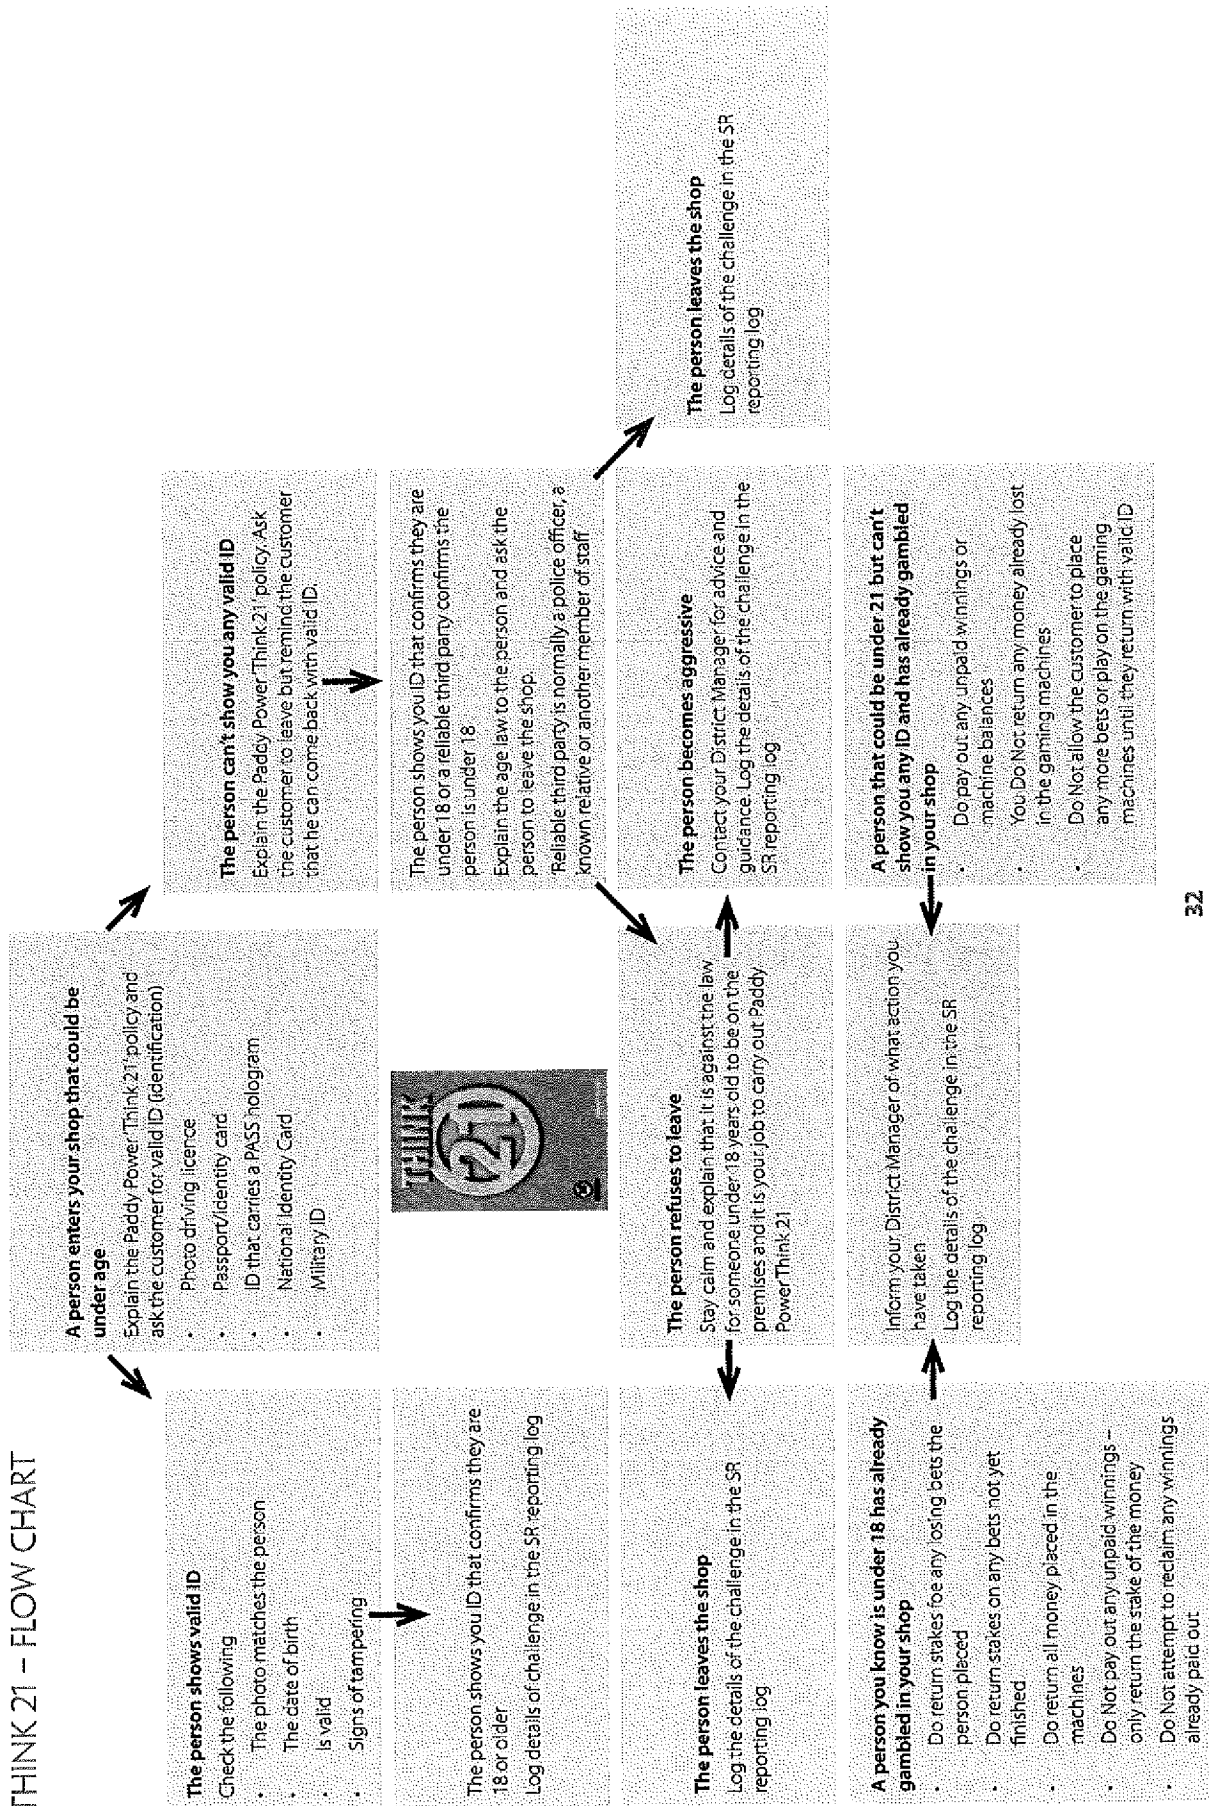 THINK 21 – FLOW CHART
A person enters your shop that could be
under age
Explain the Paddy Power 'Think 21' policy and
ask the customer for valid ID (identification)
• Photo driving licence
• Passport/identity card
• ID that carries a PASS hologram
• National Identity Card
• Military ID
The person shows valid ID
Check the following
• The photo matches the person
• The date of birth
• Is valid
• Signs of tampering
The person can't show you any valid ID
Explain the Paddy Power 'Think 21' policy. Ask
the customer to leave but remind the customer
that he can come back with valid ID.
The person shows you ID that confirms they are
18 or older
Log details of challenge in the SR reporting log
THINK
21
The person shows you ID that confirms they are
under 18 or a reliable third party confirms the
person is under 18
Explain the age law to the person and ask the
person to leave the shop.
'Reliable third party is normally a police officer, a
known relative or another member of staff
The person leaves the shop
Log the details of the challenge in the SR
reporting log
The person refuses to leave
Stay calm and explain that it is against the law
for someone under 18 years old to be on the
premises and it is your job to carry out Paddy
Power Think 21
The person becomes aggressive
Contact your District Manager for advice and
guidance. Log the details of the challenge in the
SR reporting log
The person leaves the shop
Log details of the challenge in the SR
reporting log
A person you know is under 18 has already
gambled in your shop
• Do return stakes foe any losing bets the
person placed
• Do return stakes on any bets not yet
finished
• Do return all money placed in the
machines
• Do Not pay out any unpaid winnings –
only return the stake of the money
• Do Not attempt to reclaim any winnings
already paid out
Inform your District Manager of what action you
have taken
Log the details of the challenge in the SR
reporting log
A person that could be under 21 but can't
show you any ID and has already gambled
in your shop
• Do pay out any unpaid winnings or
machine balances
• You Do Not return any money already lost
in the gaming machines
• Do Not allow the customer to place
any more bets or play on the gaming
machines until they return with valid ID
32